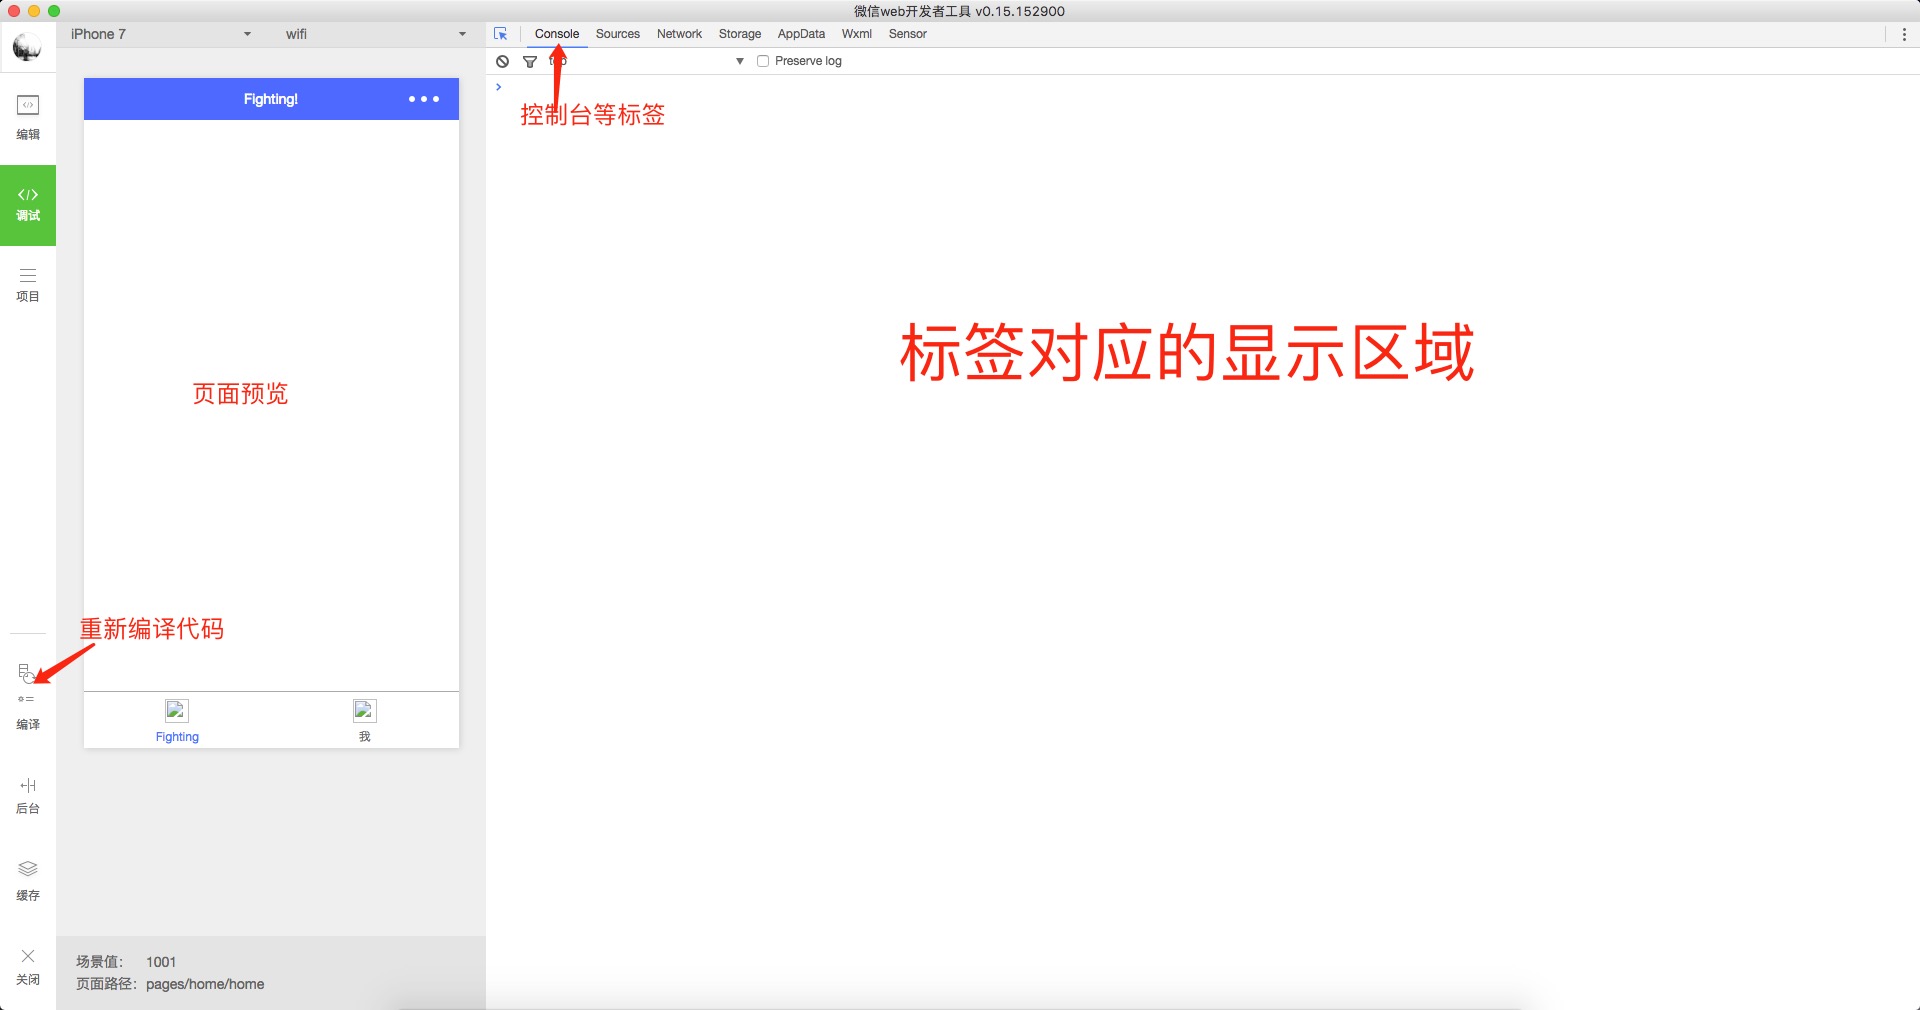 微信web开发者工具 v0.15.152900
iPhone 7
wifi
Console Sources Network Storage AppData Wxml Sensor
top
Preserve log
控制台等标签
编辑
调试
项目
Fighting!
标签对应的显示区域
页面预览
重新编译代码
编译
Fighting
我
后台
缓存
关闭
场景值： 1001
页面路径： pages/home/home